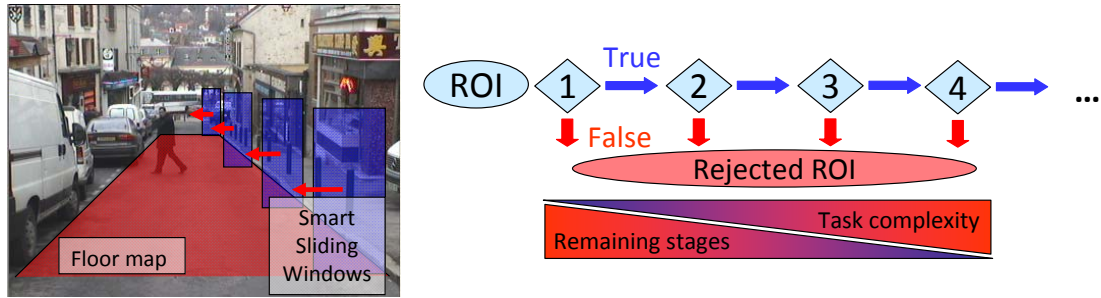 Floor map
Smart
Sliding
Windows
ROI
1
True
2
3
4
...
False
Rejected ROI
Task complexity
Remaining stages